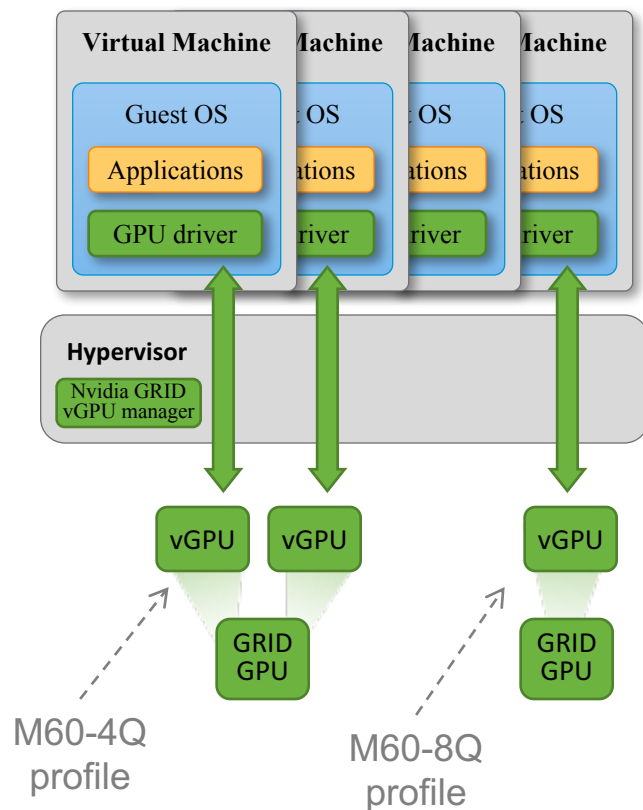 Virtual Machine
Machine
Machine
Machine
Guest OS
OS
OS
OS
Applications
ations
ations
ations
GPU driver
river
river
river
Hypervisor
Nvidia GRID
vGPU manager
vGPU
vGPU
vGPU
GRID
GPU
GRID
GPU
M60-4Q
profile
M60-8Q
profile